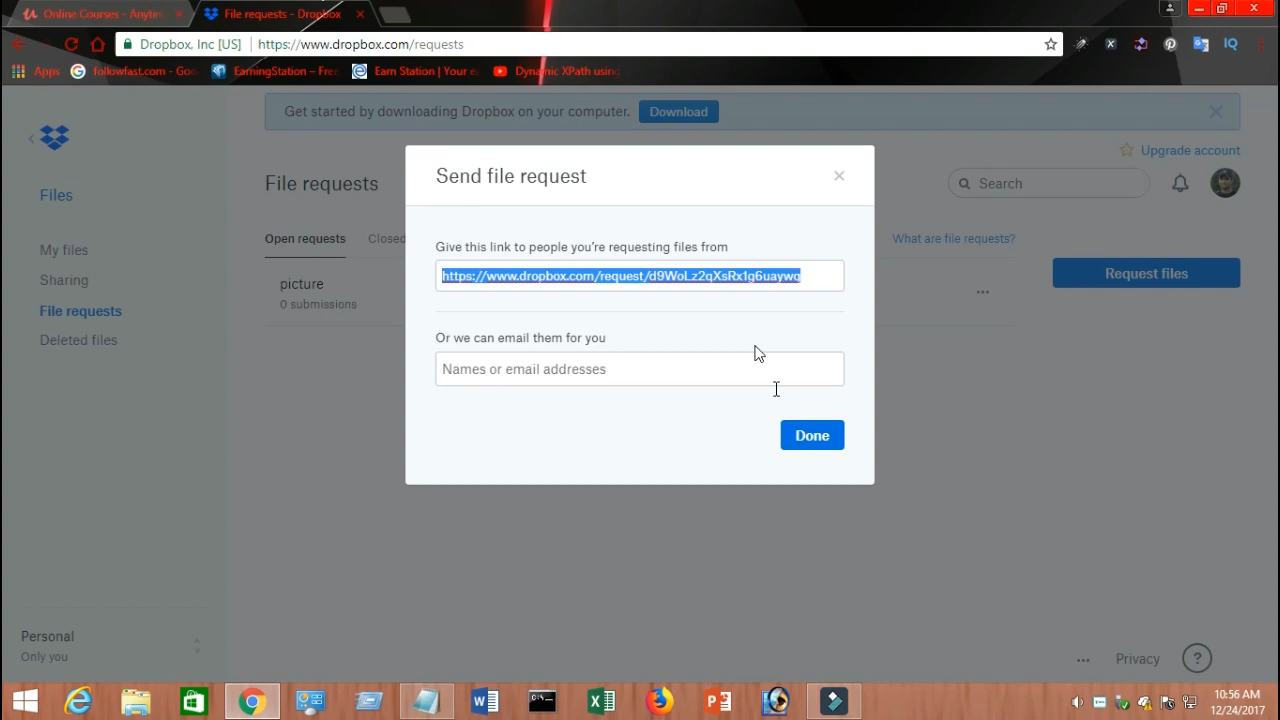 Online Courses - Anytim
File requests - Dropbox
Dropbox, Inc [US]
https://www.dropbox.com/requests
IQ
Apps
followfast.com - Goo
EarningStation – Free
Earn Station | Your e
Dynamic XPath using
Get started by downloading Dropbox on your computer.
Download
Upgrade account
File requests
Search
Files
Open requests
Closed
What are file requests?
My files
Sharing
File requests
Deleted files
picture
0 submissions
Request files
Send file request
Give this link to people you're requesting files from
https://www.dropbox.com/request/d9WoLz2qXsRx1g6uaywq
Or we can email them for you
Names or email addresses
Done
Personal
Only you
Privacy
10:56 AM
12/24/2017